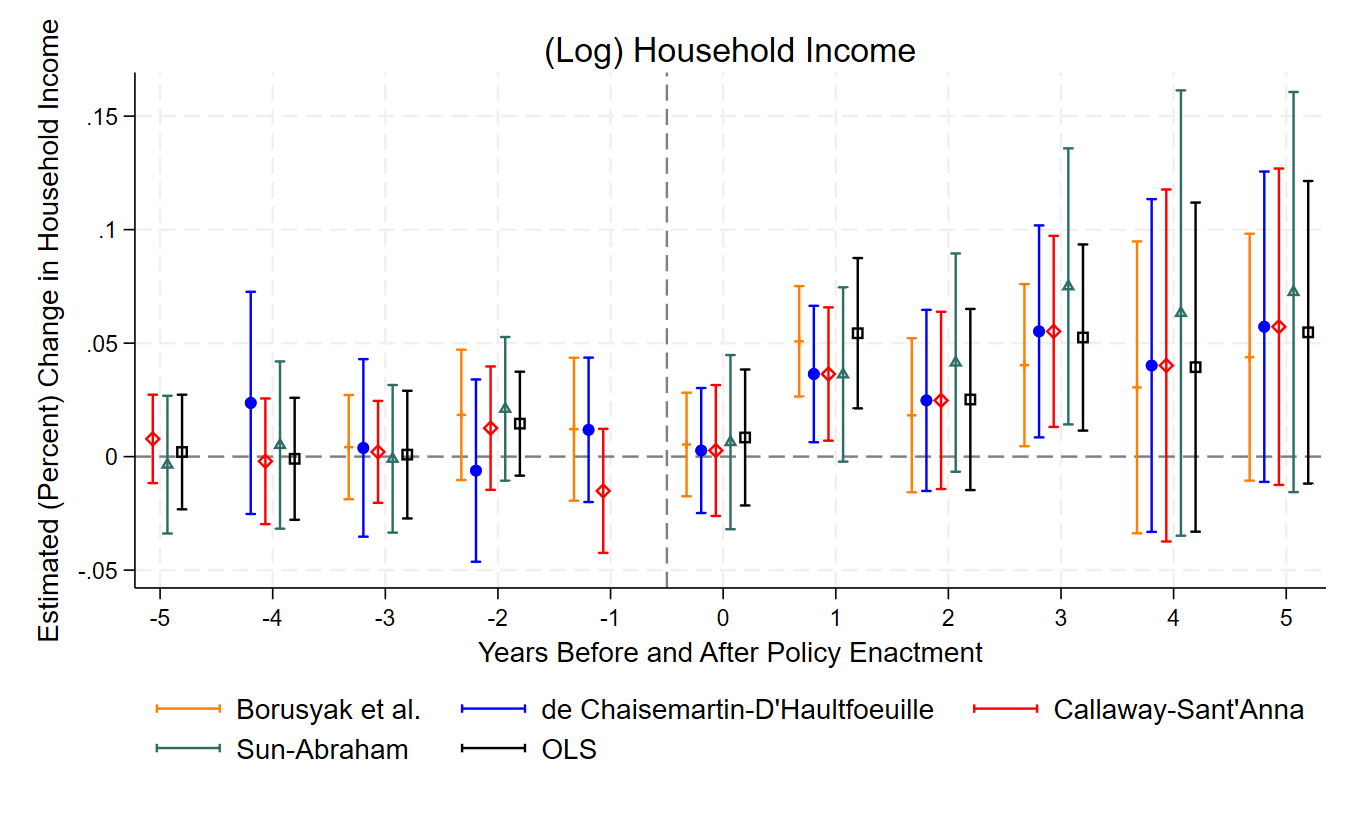 (Log) Household Income
Estimated (Percent) Change in Household Income
.15
.1
.05
0
-.05
-5 -4 -3 -2 -1 0 1 2 3 4 5
Years Before and After Policy Enactment
Borusyak et al. de Chaisemartin-D'Haultfoeuille Callaway-Sant'Anna
Sun-Abraham OLS